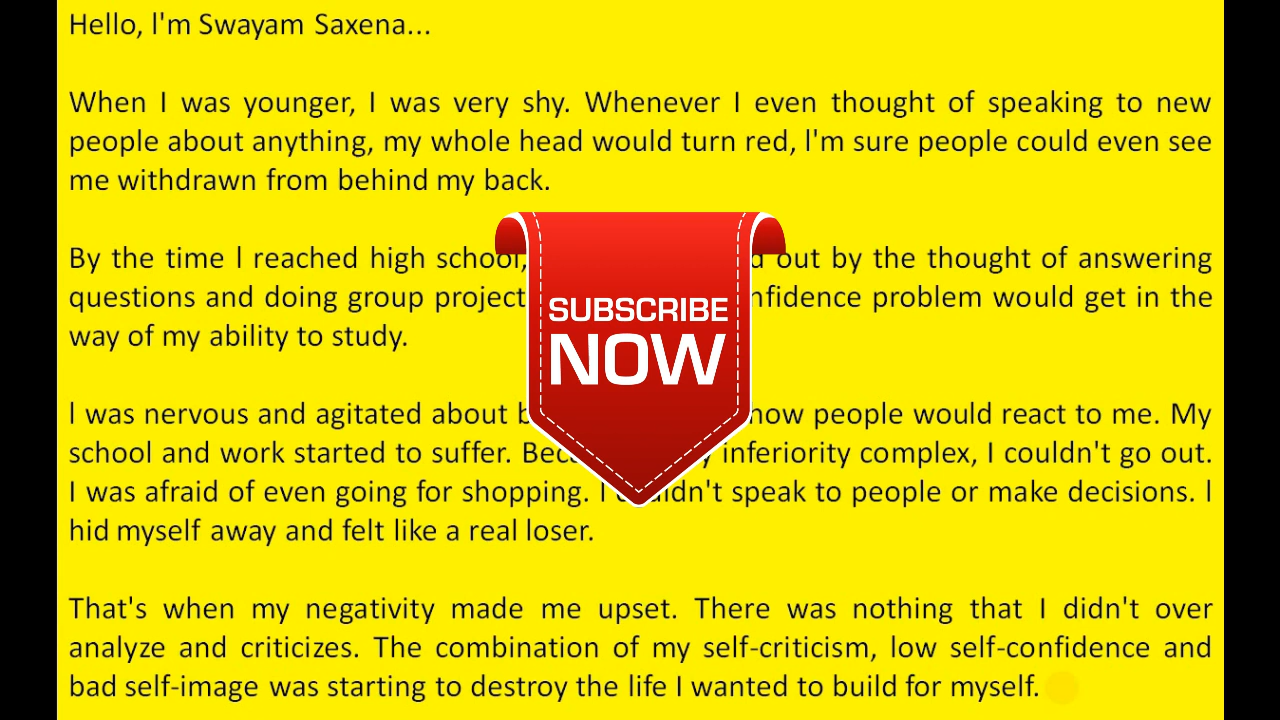 Hello, I'm Swayam Saxena...
When I was younger, I was very shy. Whenever I even thought of speaking to new
people about anything, my whole head would turn red, I'm sure people could even see
me withdrawn from behind my back.
By the time I reached high school, out by the thought of answering
questions and doing group project problem would get in the
way of my ability to study.
I was nervous and agitated about how people would react to me. My
school and work started to suffer. inferiority complex, I couldn't go out.
I was afraid of even going for shopping. I speak to people or make decisions. I
hid myself away and felt like a real loser.
That's when my negativity made me upset. There was nothing that I didn't over
analyze and criticizes. The combination of my self-criticism, low self-confidence and
bad self-image was starting to destroy the life I wanted to build for myself.
SUBSCRIBE
NOW